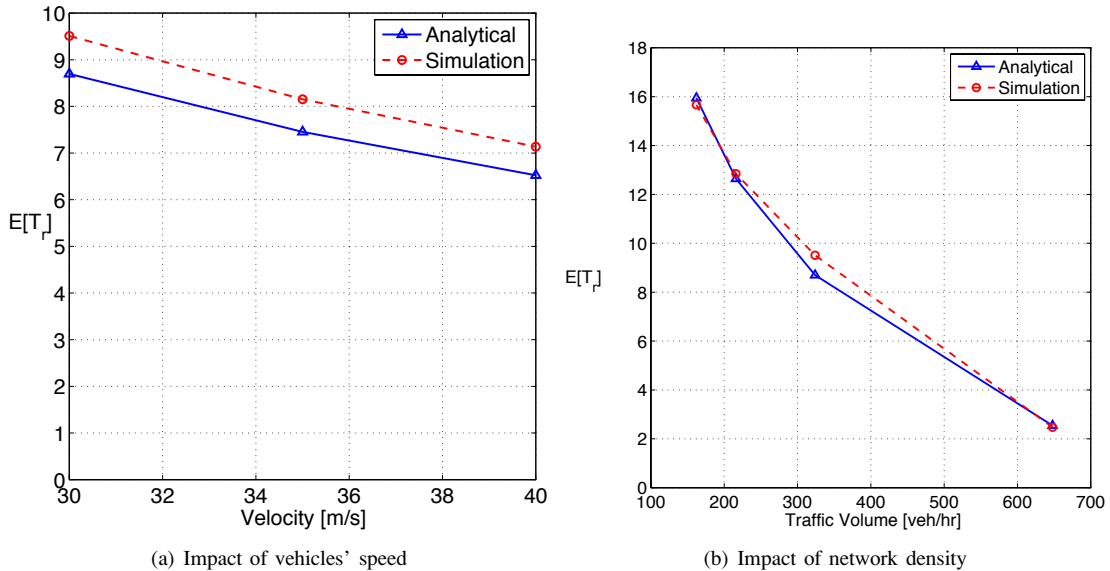 10
9
8
7
6
5
4
3
2
1
0
E[T_r]
Analytical
Simulation
30 32 34 36 38 40
Velocity [m/s]
(a) Impact of vehicles' speed
18
16
14
12
10
8
6
4
2
0
E[T_r]
Analytical
Simulation
100 200 300 400 500 600 700
Traffic Volume [veh/hr]
(b) Impact of network density